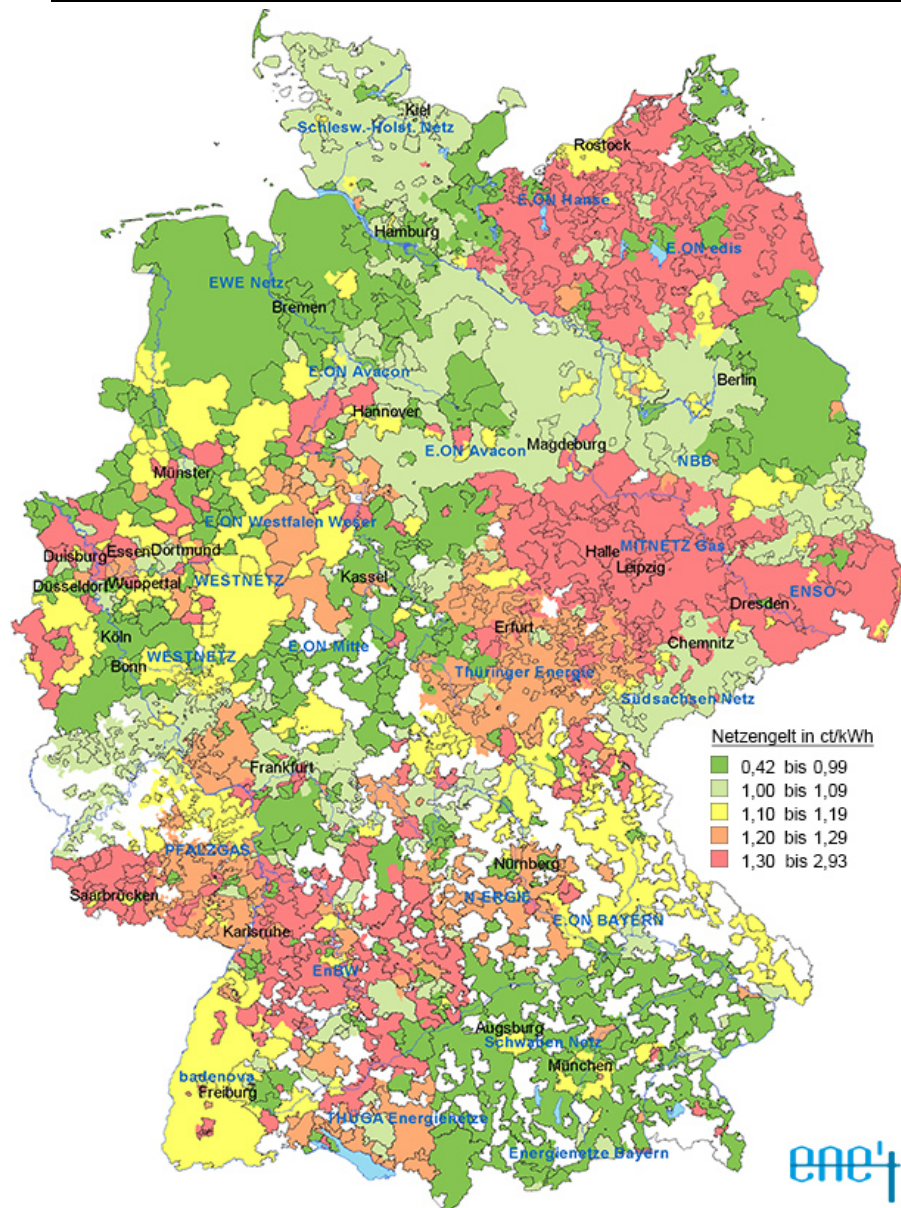 Kiel
Schlesw.-Holst. Netz
Rostock
E.ON Hanse
Hamburg
E.ON edis
EWE Netz
Bremen
E.ON Avacon
Berlin
Hannover
E.ON Avacon
Magdeburg
NBB
Münster
E.ON Westfalen Weser
Duisburg
Essen
Dortmund
Halle
MITNETZ Gas
Leipzig
Düsseldorf
Wuppertal
WESTNETZ
Kassel
ENSO
Dresden
Köln
Erfurt
Chemnitz
E.ON Mitte
Bonn
WESTNETZ
Thüringer Energie
Südsachsen Netz
Netzengelt in ct/kWh
0,42 bis 0,99
1,00 bis 1,09
1,10 bis 1,19
1,20 bis 1,29
1,30 bis 2,93
Frankfurt
PFALZGAS
Nürnberg
Saarbrücken
N-ERGIE
E.ON BAYERN
Karlsruhe
EnBW
Augsburg
Schwaben Netz
München
badenova
Freiburg
THÜGA Energienetze
Energienetze Bayern
ene't